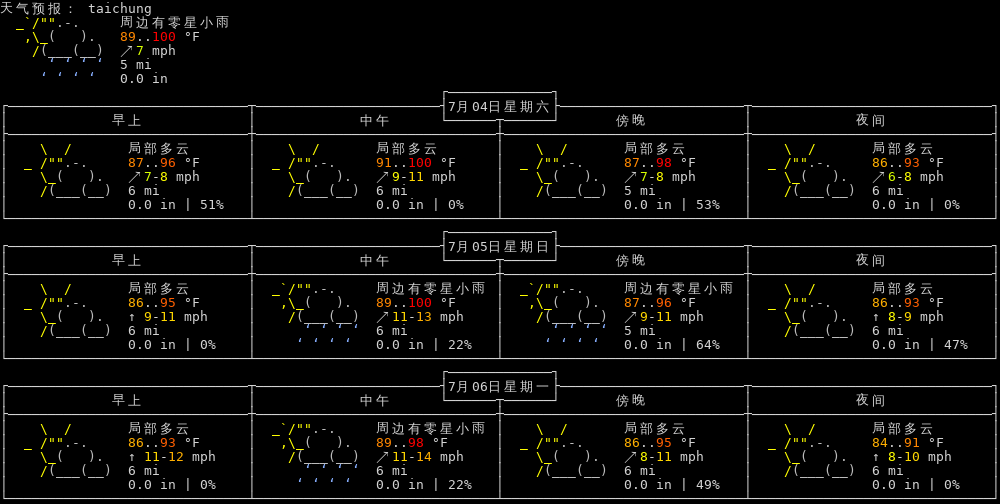 天气预报： taichung
周边有零星小雨
89..100 °F
↗7 mph
5 mi
0.0 in
7月04日星期六
早上 中午 傍晚 夜间
局部多云 局部多云 局部多云 局部多云
87..96 °F 91..100 °F 87..98 °F 86..93 °F
↗7-8 mph ↗9-11 mph ↗7-8 mph ↗6-8 mph
6 mi 6 mi 5 mi 6 mi
0.0 in | 51% 0.0 in | 0% 0.0 in | 53% 0.0 in | 0%
7月05日星期日
早上 中午 傍晚 夜间
局部多云 周边有零星小雨 周边有零星小雨 局部多云
86..95 °F 89..100 °F 87..96 °F 86..93 °F
↑ 9-11 mph ↗11-13 mph ↗9-11 mph ↑ 8-9 mph
6 mi 6 mi 5 mi 6 mi
0.0 in | 0% 0.0 in | 22% 0.0 in | 64% 0.0 in | 47%
7月06日星期一
早上 中午 傍晚 夜间
局部多云 周边有零星小雨 局部多云 局部多云
86..93 °F 89..98 °F 86..95 °F 84..91 °F
↑ 11-12 mph ↗11-14 mph ↗8-11 mph ↑ 8-10 mph
6 mi 6 mi 6 mi 6 mi
0.0 in | 0% 0.0 in | 22% 0.0 in | 49% 0.0 in | 0%